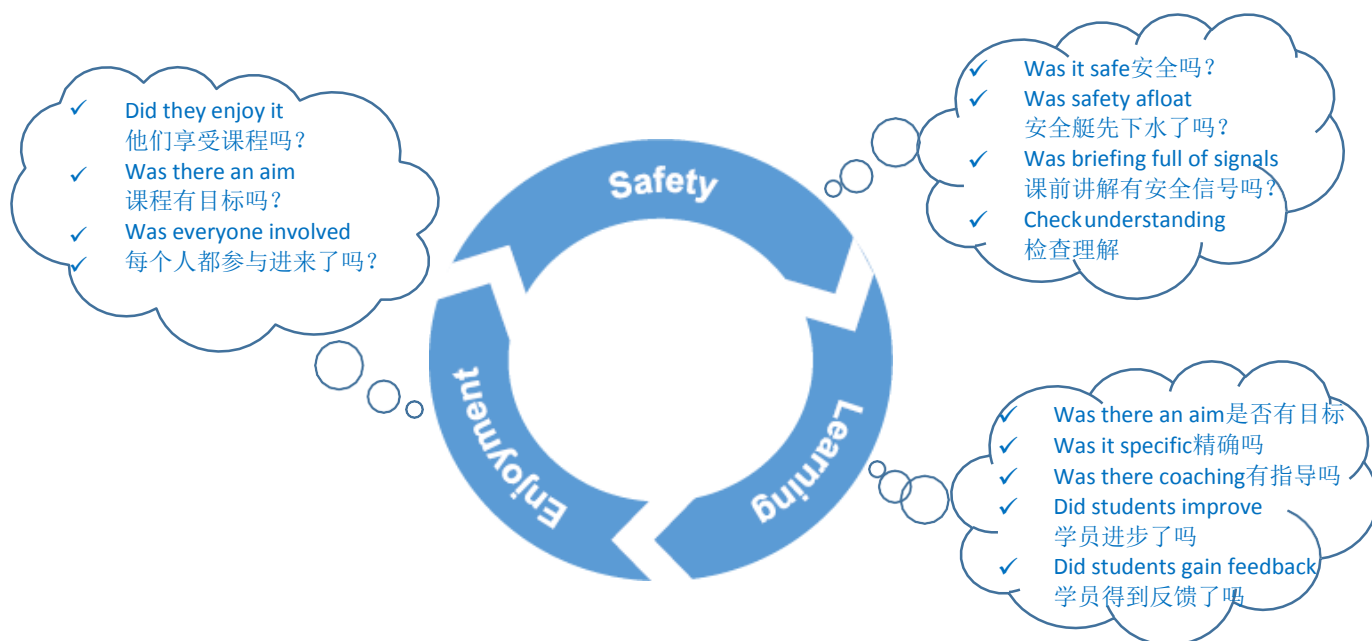 Did they enjoy it
他们享受课程吗？
Was there an aim
课程有目标吗？
Was everyone involved
每个人都参与进来了吗？
Safety
Learning
Enjoyment
Was it safe安全吗？
Was safety afloat
安全艇先下水了吗？
Was briefing full of signals
课前讲解有安全信号吗？
Check understanding
检查理解
Was there an aim是否有目标
Was it specific精确吗
Was there coaching有指导吗
Did students improve
学员进步了吗
Did students gain feedback
学员得到反馈了吗